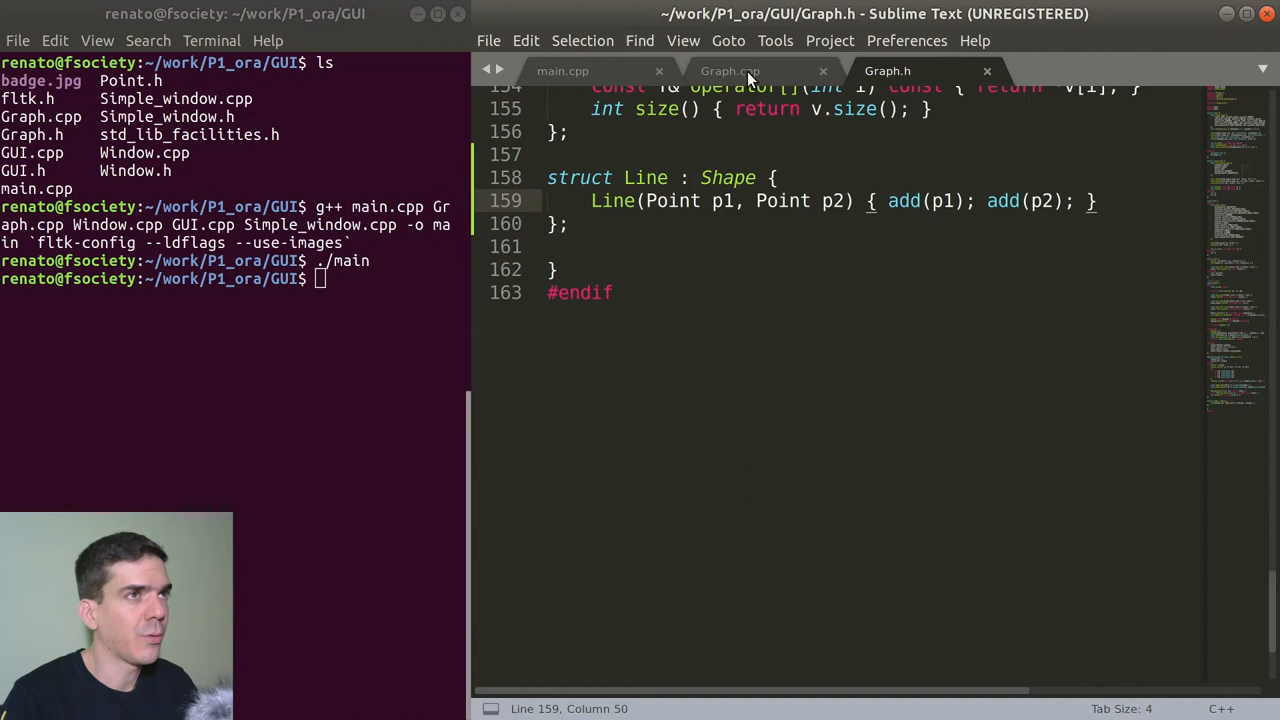 renato@fsociety: ~/work/P1_ora/GUI
File Edit View Search Terminal Help
renato@fsociety:~/work/P1_ora/GUI$ ls
badge.jpg Point.h
fltk.h Simple_window.cpp
Graph.cpp Simple_window.h
Graph.h std_lib_facilities.h
GUI.cpp Window.cpp
GUI.h Window.h
main.cpp
renato@fsociety:~/work/P1_ora/GUI$ g++ main.cpp Gr
aph.cpp Window.cpp GUI.cpp Simple_window.cpp -o ma
in `fltk-config --ldflags --use-images`
renato@fsociety:~/work/P1_ora/GUI$ ./main
renato@fsociety:~/work/P1_ora/GUI$
~/work/P1_ora/GUI/Graph.h - Sublime Text (UNREGISTERED)
File Edit Selection Find View Goto Tools Project Preferences Help
main.cpp Graph.cpp Graph.h
154 const T& operator[](int i) const { return *v[i]; }
155 int size() { return v.size(); }
156 };
157
158 struct Line : Shape {
159 Line(Point p1, Point p2) { add(p1); add(p2); }
160 };
161
162 }
163 #endif
Line 159, Column 50 Tab Size: 4 C++